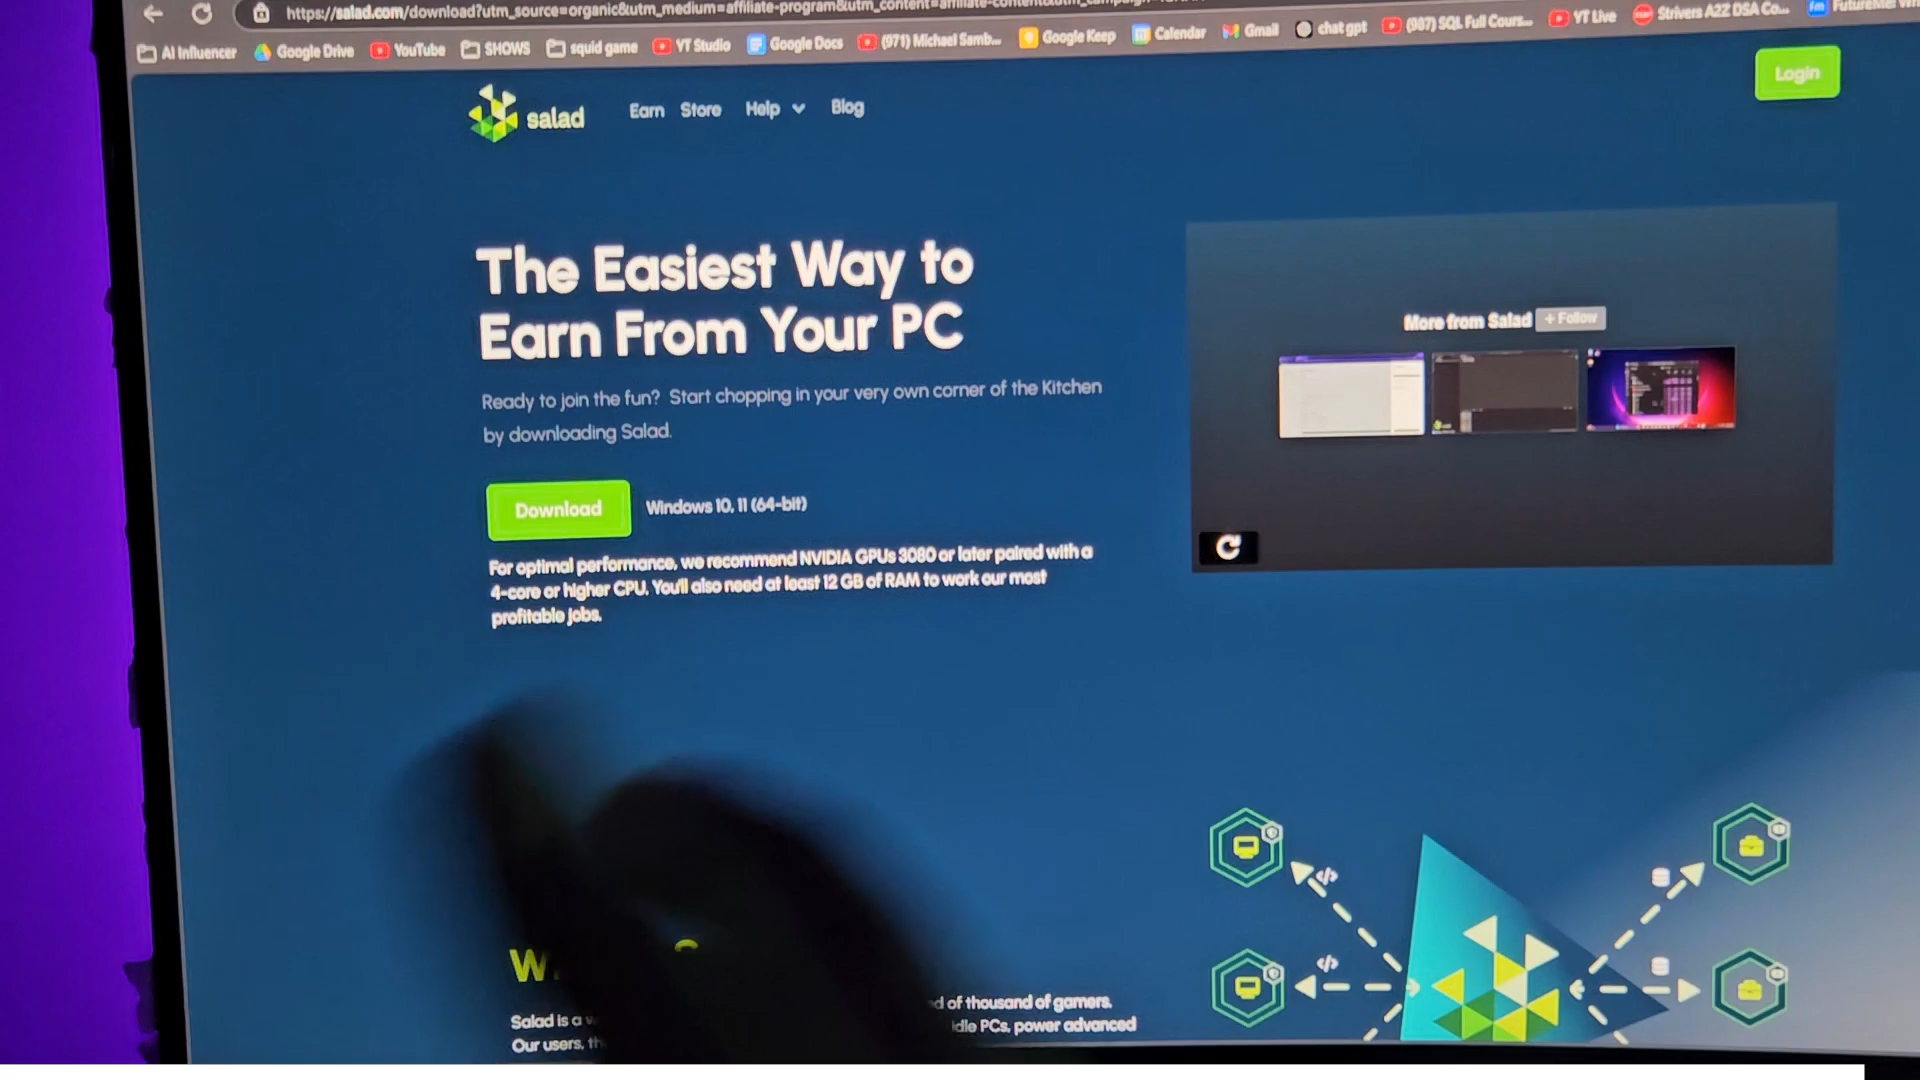 https://salad.com/download?utm_source=organic&utm_medium=affiliate-program&utm_content=affiliate-content&utm_
AI Influencer Google Drive YouTube SHOWS squid game YT Studio Google Docs (971) Michael Samb... Google Keep Calendar Gmail chat gpt (987) SQL Full Cours... YT Live Strivers A2Z DSA Co...
salad Earn Store Help Blog Login
The Easiest Way to
Earn From Your PC
Ready to join the fun? Start chopping in your very own corner of the Kitchen
by downloading Salad.
Download Windows 10, 11 (64-bit)
For optimal performance, we recommend NVIDIA GPUs 3080 or later paired with a
4-core or higher CPU. You'll also need at least 12 GB of RAM to work our most
profitable jobs.
More from Salad + Follow
Salad is a
of thousand of gamers.
Our users,
idle PCs, power advanced